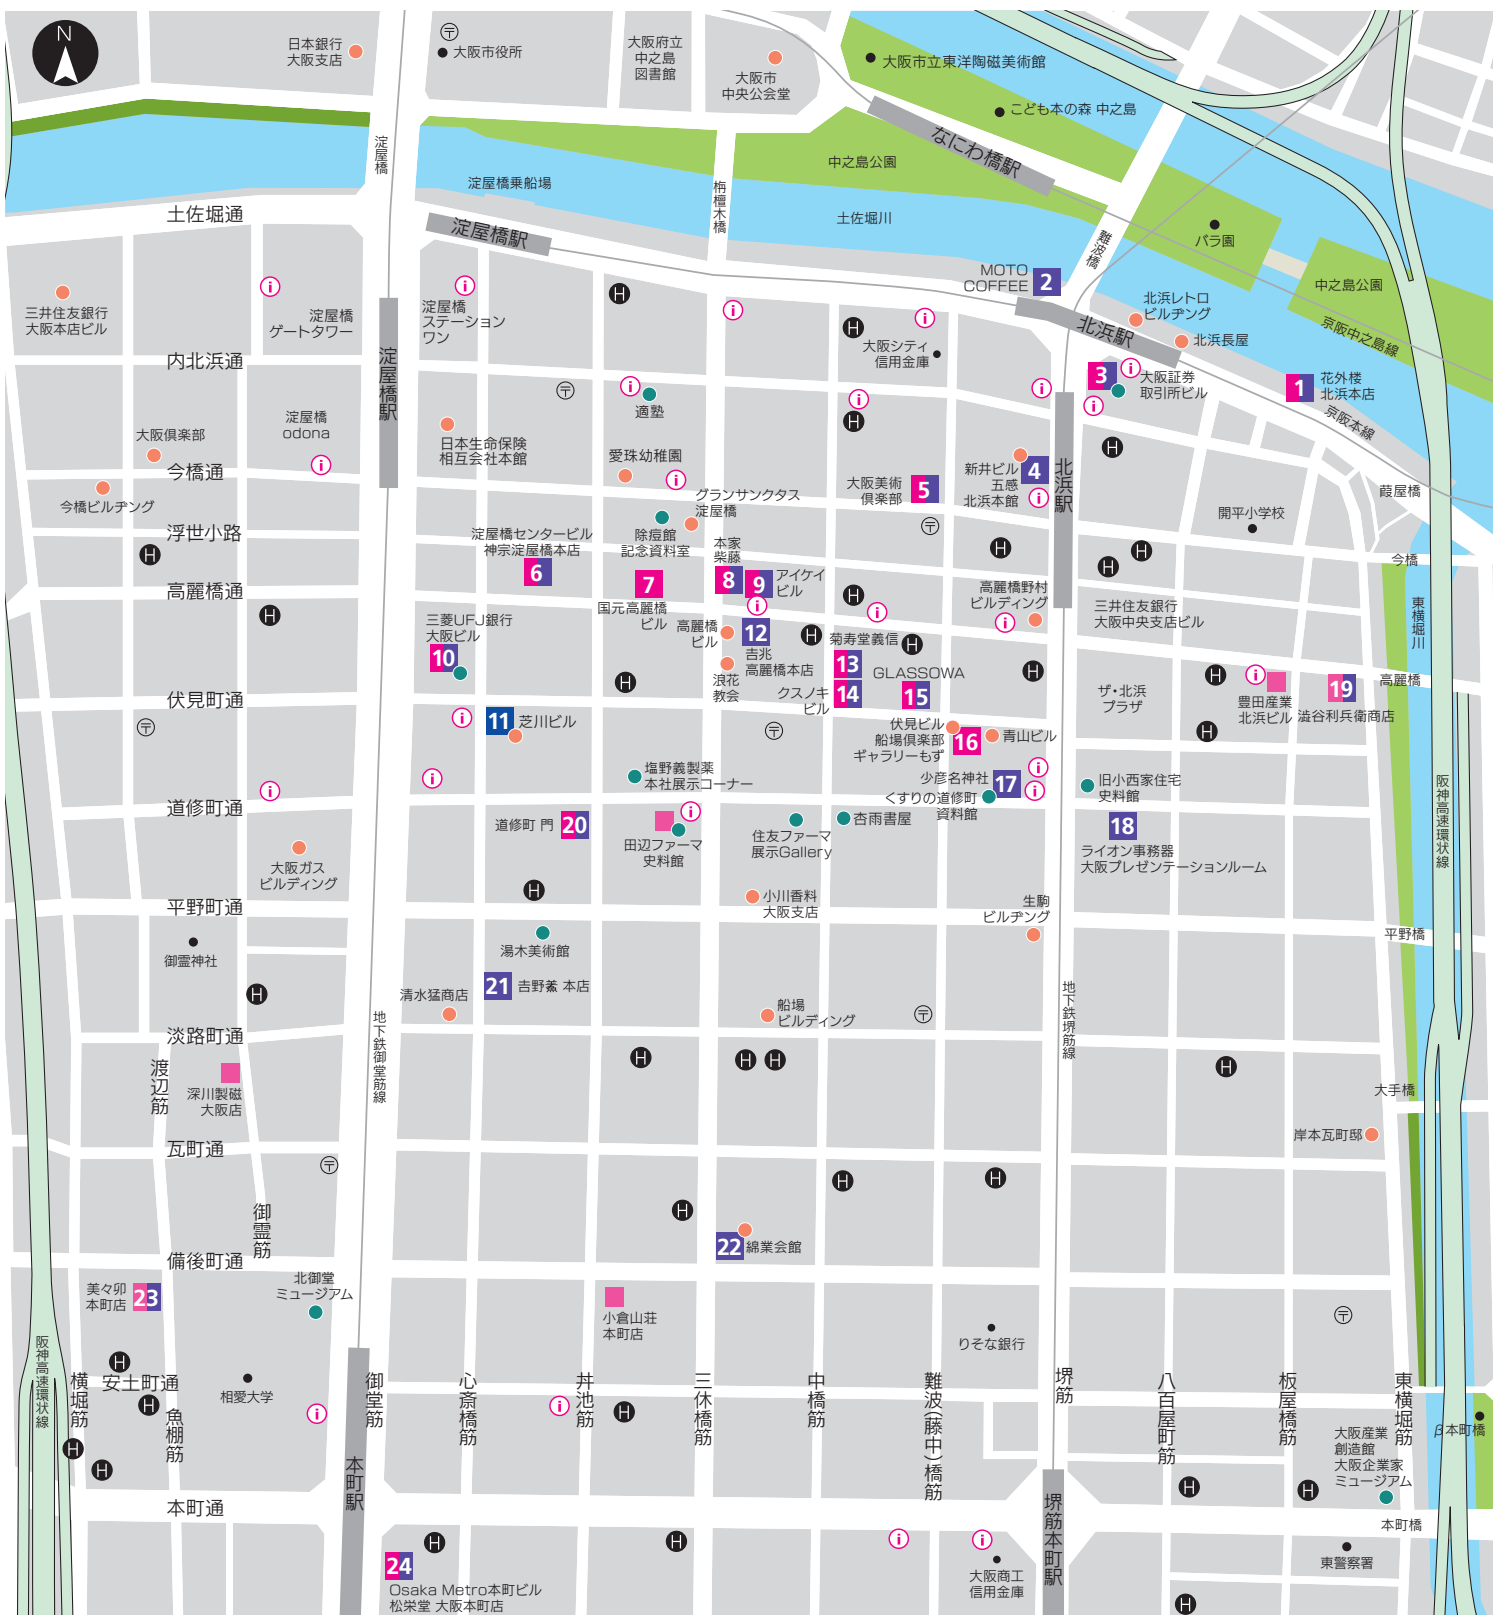 N
日本銀行
大阪支店
〒
大阪市役所
大阪府立
中之島
図書館
大阪市
中央公会堂
大阪市立東洋陶磁美術館
こども本の森 中之島
なにわ橋駅
中之島公園
淀屋橋
淀屋橋乗船場
栴檀木橋
土佐堀川
難波橋
バラ園
中之島公園
京阪中之島線
土佐堀通
淀屋橋駅
MOTO
COFFEE
2
北浜レトロ
ビルヂング
北浜長屋
北浜駅
三井住友銀行
大阪本店ビル
淀屋橋
ゲートタワー
淀屋橋
ステーション
ワン
大阪シティ
信用金庫
内北浜通
淀屋橋駅
適塾
3
大阪証券
取引所ビル
1
花外楼
北浜本店
京阪本線
淀屋橋
odona
大阪倶楽部
日本生命保険
相互会社本館
愛珠幼稚園
今橋通
今橋ビルヂング
グランサンクタス
淀屋橋
大阪美術
倶楽部
5
新井ビル
五感
北浜本館
4
北浜駅
葭屋橋
開平小学校
浮世小路
淀屋橋センタービル
神宗淀屋橋本店
6
除痘館
記念資料室
本家
柴藤
8
9
アイケイ
ビル
今橋
高麗橋通
7
国元高麗橋
ビル
高麗橋
ビル
12
吉兆
高麗橋本店
高麗橋野村
ビルディング
三井住友銀行
大阪中央支店ビル
東横堀川
三菱UFJ銀行
大阪ビル
10
菊寿堂義信
13
GLASSOWA
15
浪花
教会
クスノキ
ビル
14
豊田産業
北浜ビル
19
澁谷利兵衛商店
高麗橋
ザ・北浜
プラザ
伏見町通
11
芝川ビル
伏見ビル
船場倶楽部
ギャラリーもず
16
青山ビル
塩野義製薬
本社展示コーナー
少彦名神社
17
くすりの道修町
資料館
旧小西家住宅
史料館
阪神高速環状線
道修町通
道修町 門
20
田辺ファーマ
史料館
住友ファーマ
展示Gallery
杏雨書屋
18
ライオン事務器
大阪プレゼンテーションルーム
大阪ガス
ビルディング
小川香料
大阪支店
生駒
ビルヂング
平野町通
平野橋
御霊神社
湯木美術館
21
吉野鯗 本店
清水猛商店
船場
ビルディング
地下鉄御堂筋線
地下鉄堺筋線
淡路町通
渡辺筋
深川製磁
大阪店
大手橋
岸本瓦町邸
瓦町通
御霊筋
備後町通
22
綿業会館
美々卯
本町店
23
北御堂
ミュージアム
小倉山荘
本町店
りそな銀行
阪神高速環状線
横堀筋
安土町通
魚棚筋
相愛大学
御堂筋
心斎橋筋
丼池筋
三休橋筋
中橋筋
難波(藤中)橋筋
堺筋
八百屋町筋
板屋橋筋
東横堀筋
β本町橋
大阪産業
創造館
大阪企業家
ミュージアム
本町通
本町駅
堺筋本町駅
本町橋
24
Osaka Metro本町ビル
松栄堂 大阪本町店
大阪商工
信用金庫
東警察署